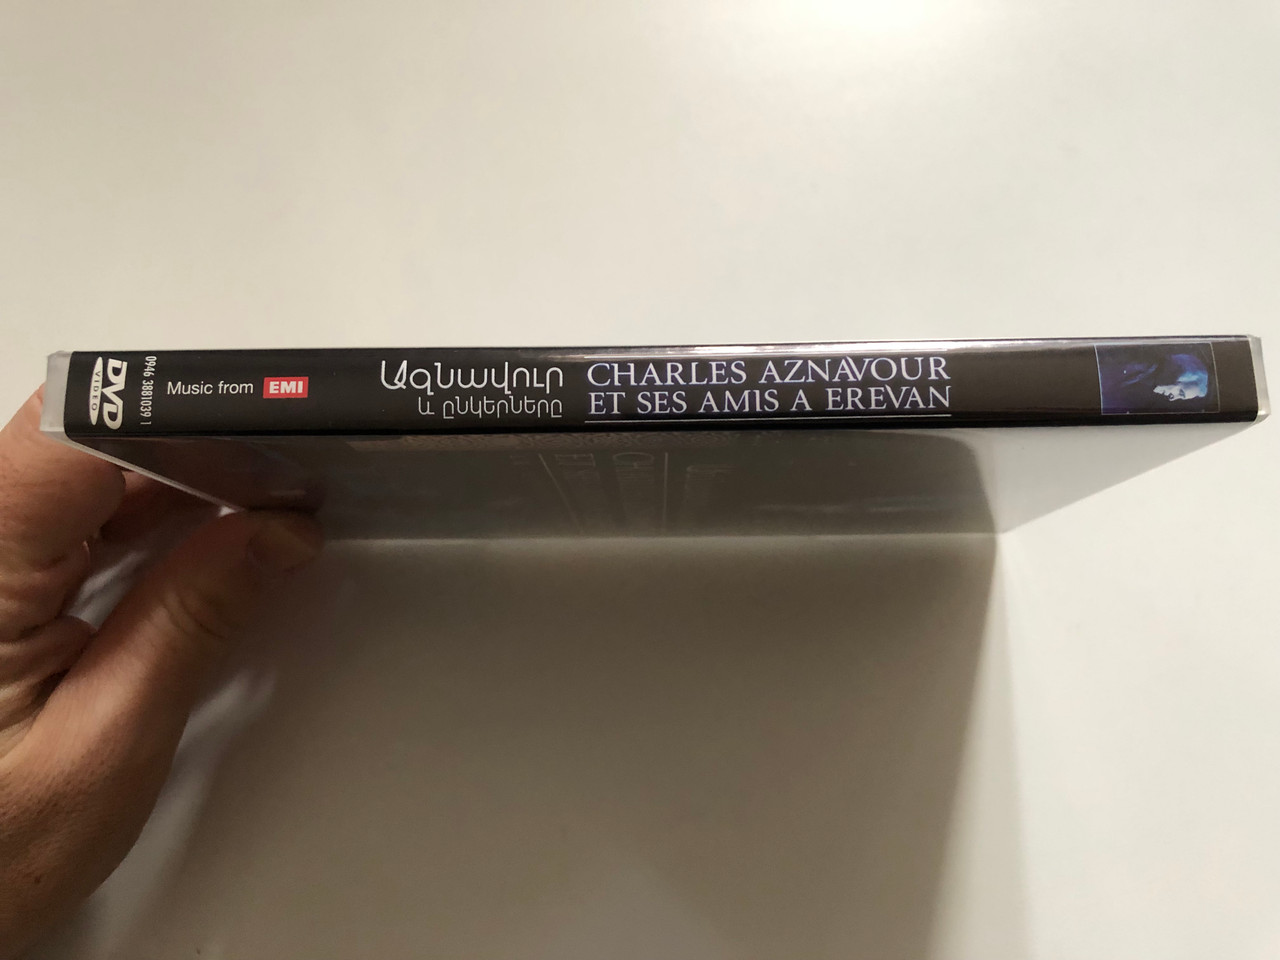 DVD
VIDEO
0946 3881039 1
Music from EMI
Ազնավուր
և ընկերները
CHARLES AZNAVOUR
ET SES AMIS A EREVAN